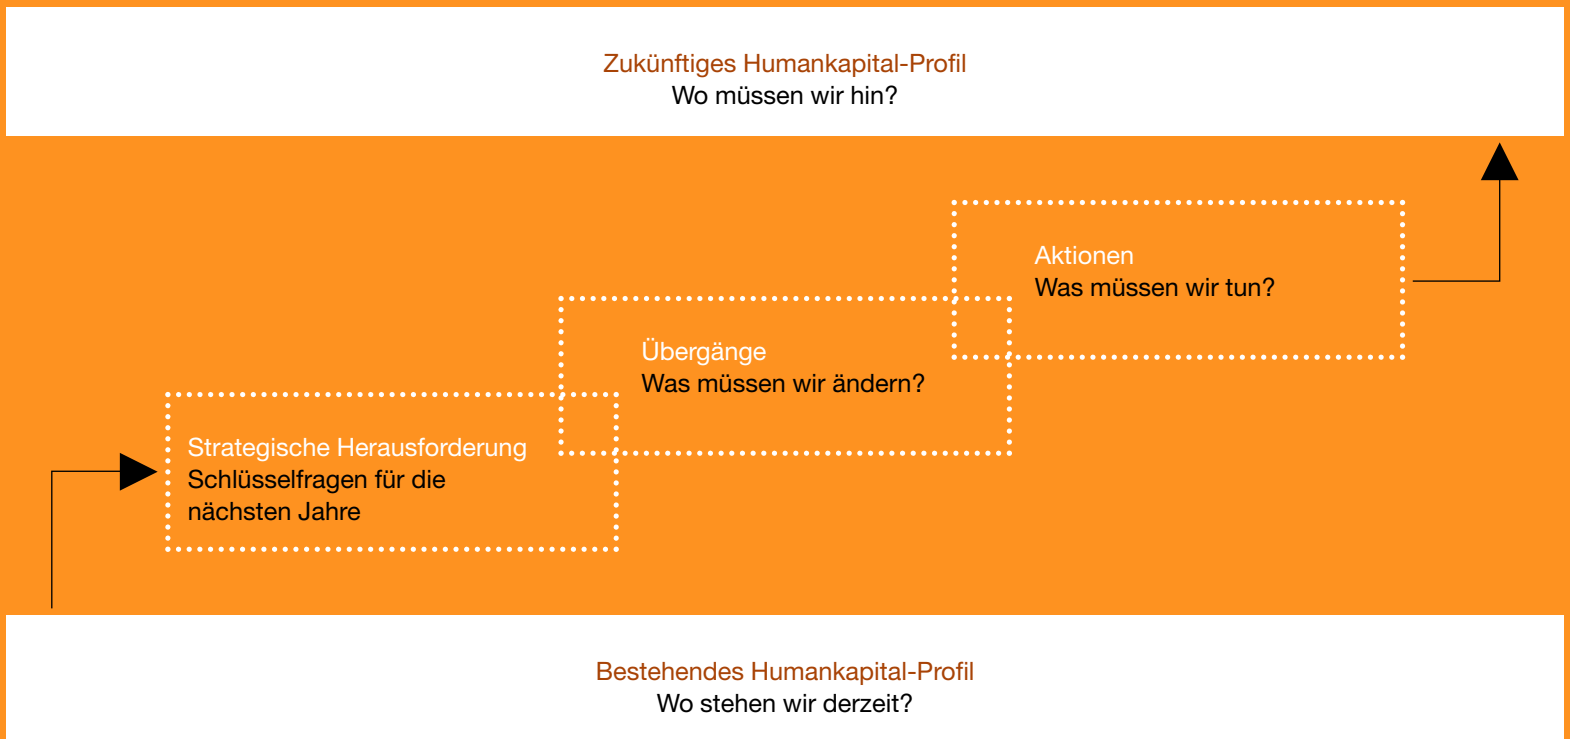 Zukünftiges Humankapital-Profil
Wo müssen wir hin?
Aktionen
Was müssen wir tun?
Übergänge
Was müssen wir ändern?
Strategische Herausforderung
Schlüsselfragen für die
nächsten Jahre
Bestehendes Humankapital-Profil
Wo stehen wir derzeit?